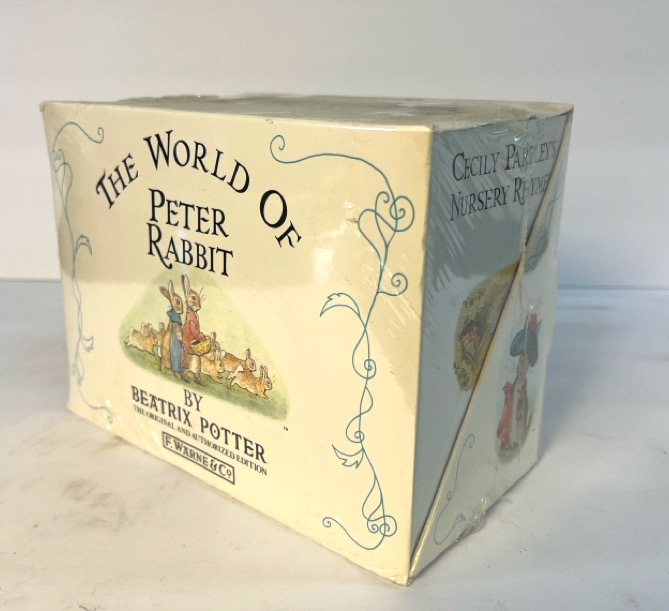 THE WORLD OF
PETER
RABBIT
BY
BEATRIX POTTER
™
THE ORIGINAL AND AUTHORIZED EDITION
F. WARNE & Co
CECILY PARSLEY'S
NURSERY RHYMES